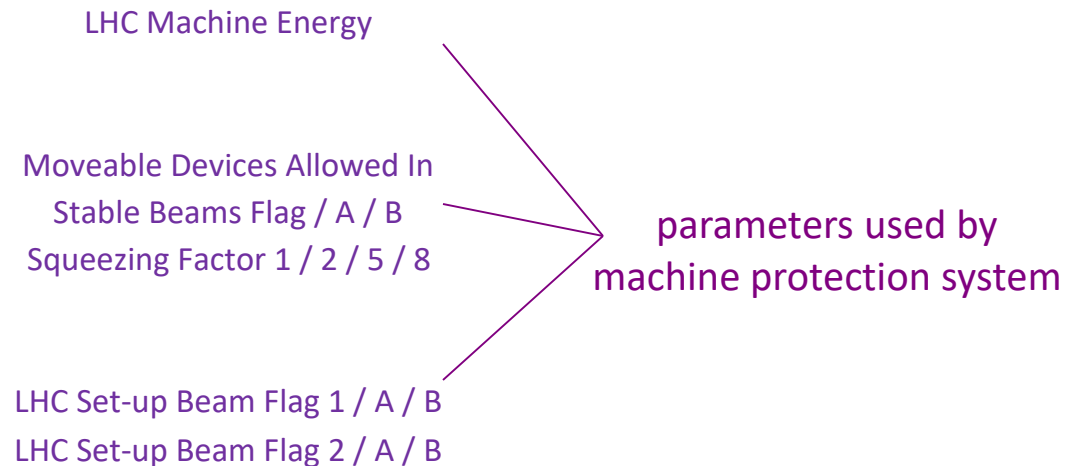 LHC Machine Energy
Moveable Devices Allowed In
Stable Beams Flag / A / B
Squeezing Factor 1 / 2 / 5 / 8
parameters used by
machine protection system
LHC Set-up Beam Flag 1 / A / B
LHC Set-up Beam Flag 2 / A / B